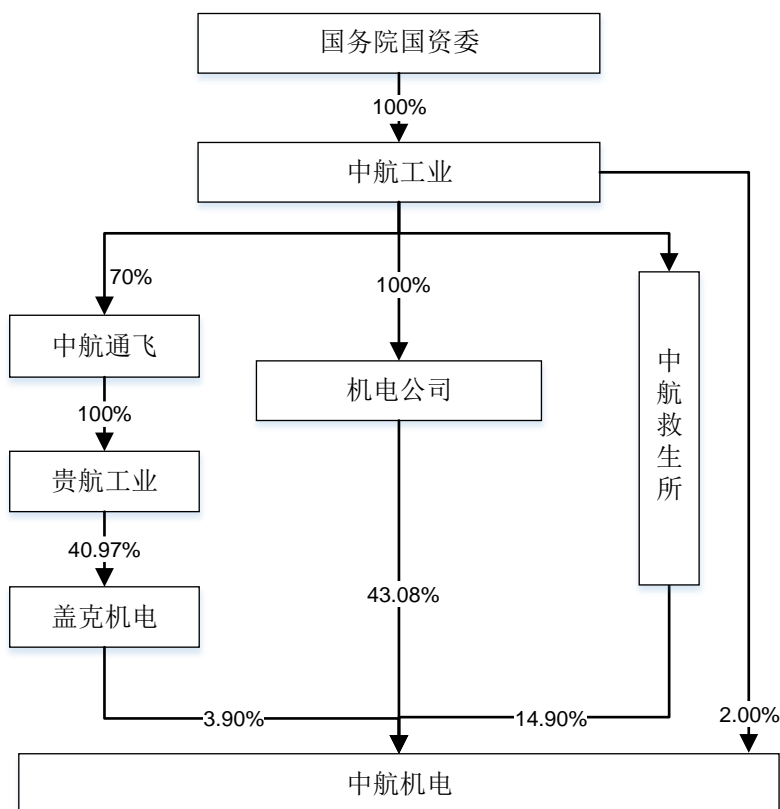 国务院国资委
100%
中航工业
70%
100%
中航通飞
机电公司
中航救生所
100%
贵航工业
40.97%
43.08%
盖克机电
3.90%
14.90%
2.00%
中航机电